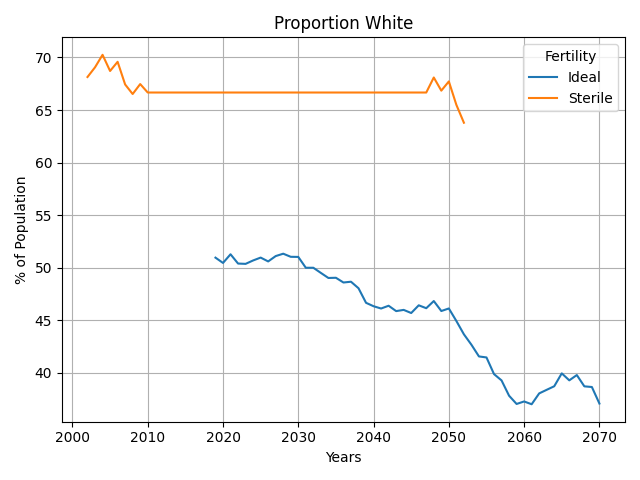 Proportion White
% of Population
70
65
60
55
50
45
40
Fertility
Ideal
Sterile
2000 2010 2020 2030 2040 2050 2060 2070
Years